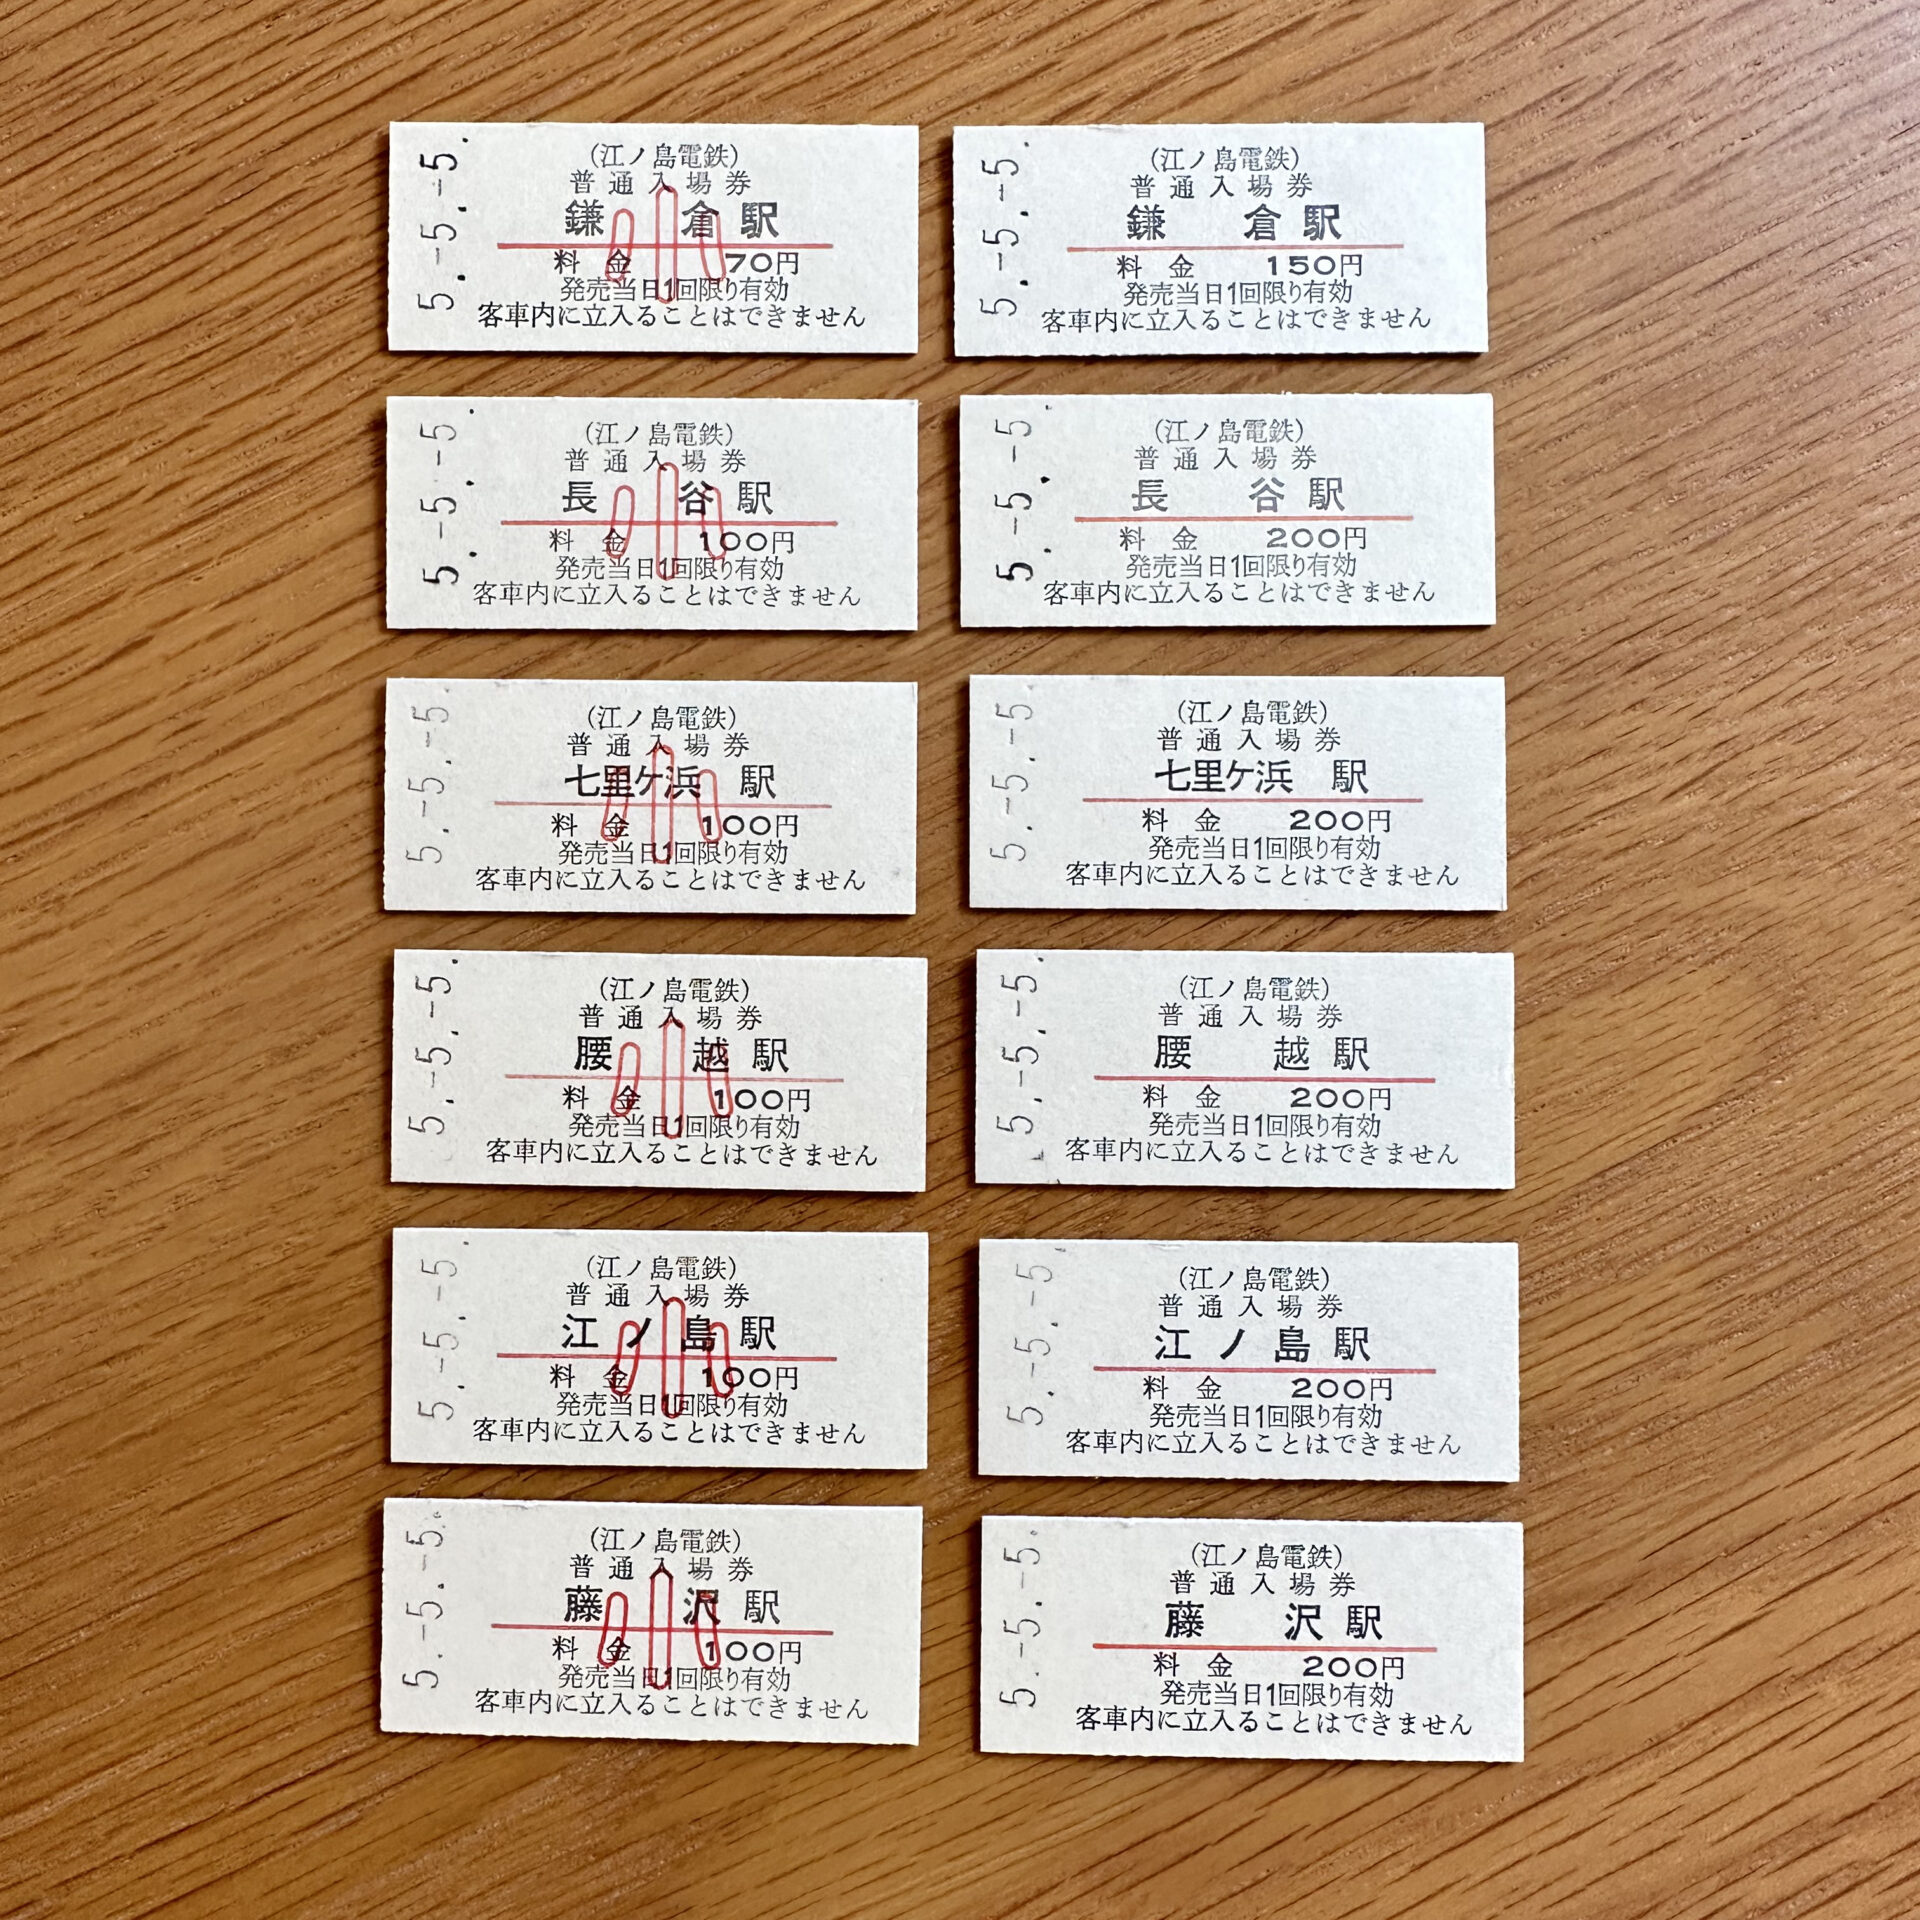 5.-5.-5.
(江ノ島電鉄)
普通入場券
鎌倉駅
料金 70円
発売当日1回限り有効
客車内に立入ることはできません
小
5.-5.-5.
(江ノ島電鉄)
普通入場券
鎌倉駅
料金 150円
発売当日1回限り有効
客車内に立入ることはできません
5.-5.-5.
(江ノ島電鉄)
普通入場券
長谷駅
料金 100円
発売当日1回限り有効
客車内に立入ることはできません
小
5.-5.-5.
(江ノ島電鉄)
普通入場券
長谷駅
料金 200円
発売当日1回限り有効
客車内に立入ることはできません
5.-5.-5.
(江ノ島電鉄)
普通入場券
七里ケ浜駅
料金 100円
発売当日1回限り有効
客車内に立入ることはできません
小
5.-5.-5.
(江ノ島電鉄)
普通入場券
七里ケ浜駅
料金 200円
発売当日1回限り有効
客車内に立入ることはできません
5.-5.-5.
(江ノ島電鉄)
普通入場券
腰越駅
料金 100円
発売当日1回限り有効
客車内に立入ることはできません
小
5.-5.-5.
(江ノ島電鉄)
普通入場券
腰越駅
料金 200円
発売当日1回限り有効
客車内に立入ることはできません
5.-5.-5.
(江ノ島電鉄)
普通入場券
江ノ島駅
料金 100円
発売当日1回限り有効
客車内に立入ることはできません
小
5.-5.-5.
(江ノ島電鉄)
普通入場券
江ノ島駅
料金 200円
発売当日1回限り有効
客車内に立入ることはできません
5.-5.-5.
(江ノ島電鉄)
普通入場券
藤沢駅
料金 100円
発売当日1回限り有効
客車内に立入ることはできません
小
5.-5.-5.
(江ノ島電鉄)
普通入場券
藤沢駅
料金 200円
発売当日1回限り有効
客車内に立入ることはできません